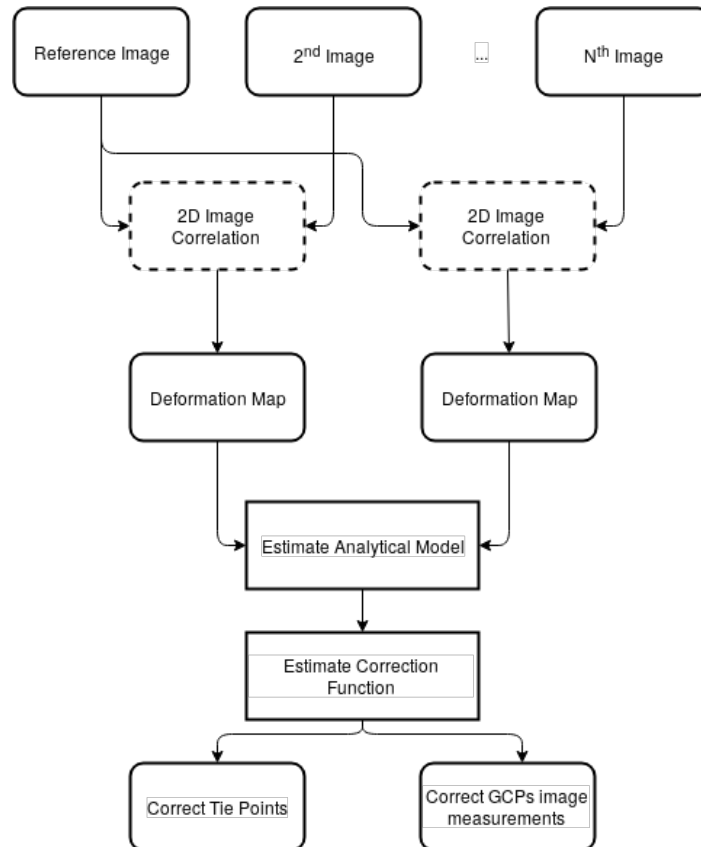 Reference Image
2nd Image
...
Nth Image
2D Image
Correlation
2D Image
Correlation
Deformation Map
Deformation Map
Estimate Analytical Model
Estimate Correction
Function
Correct Tie Points
Correct GCPs image
measurements